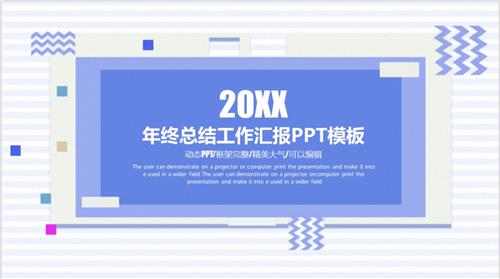 20XX
年终总结工作汇报PPT模板
动态PPT/框架完整/精美大气/可以编辑
The user can demonstrate on a projector or computer print the presentation and make it into
e used in a wider field The user can demonstrate on a projector orcomputer print the
presentation and make it into e used in a wider field